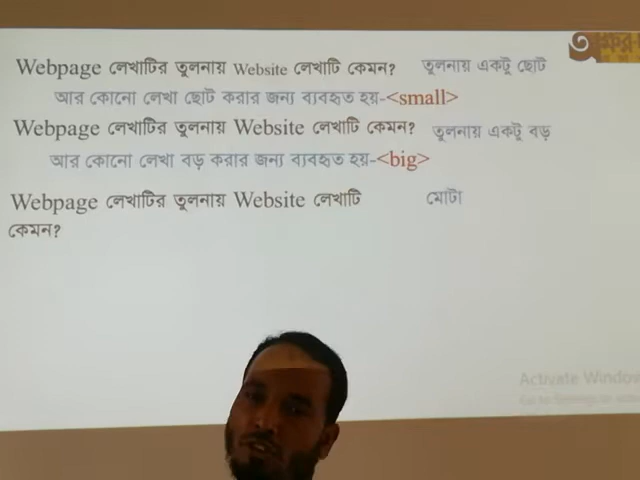 Webpage লেখাটির তুলনায় Website লেখাটি কেমন? তুলনায় একটু ছোট
আর কোনো লেখা ছোট করার জন্য ব্যবহৃত হয়-<small>
Webpage লেখাটির তুলনায় Website লেখাটি কেমন? তুলনায় একটু বড়
আর কোনো লেখা বড় করার জন্য ব্যবহৃত হয়-<big>
Webpage লেখাটির তুলনায় Website লেখাটি মোটা
কেমন?
Activate Window